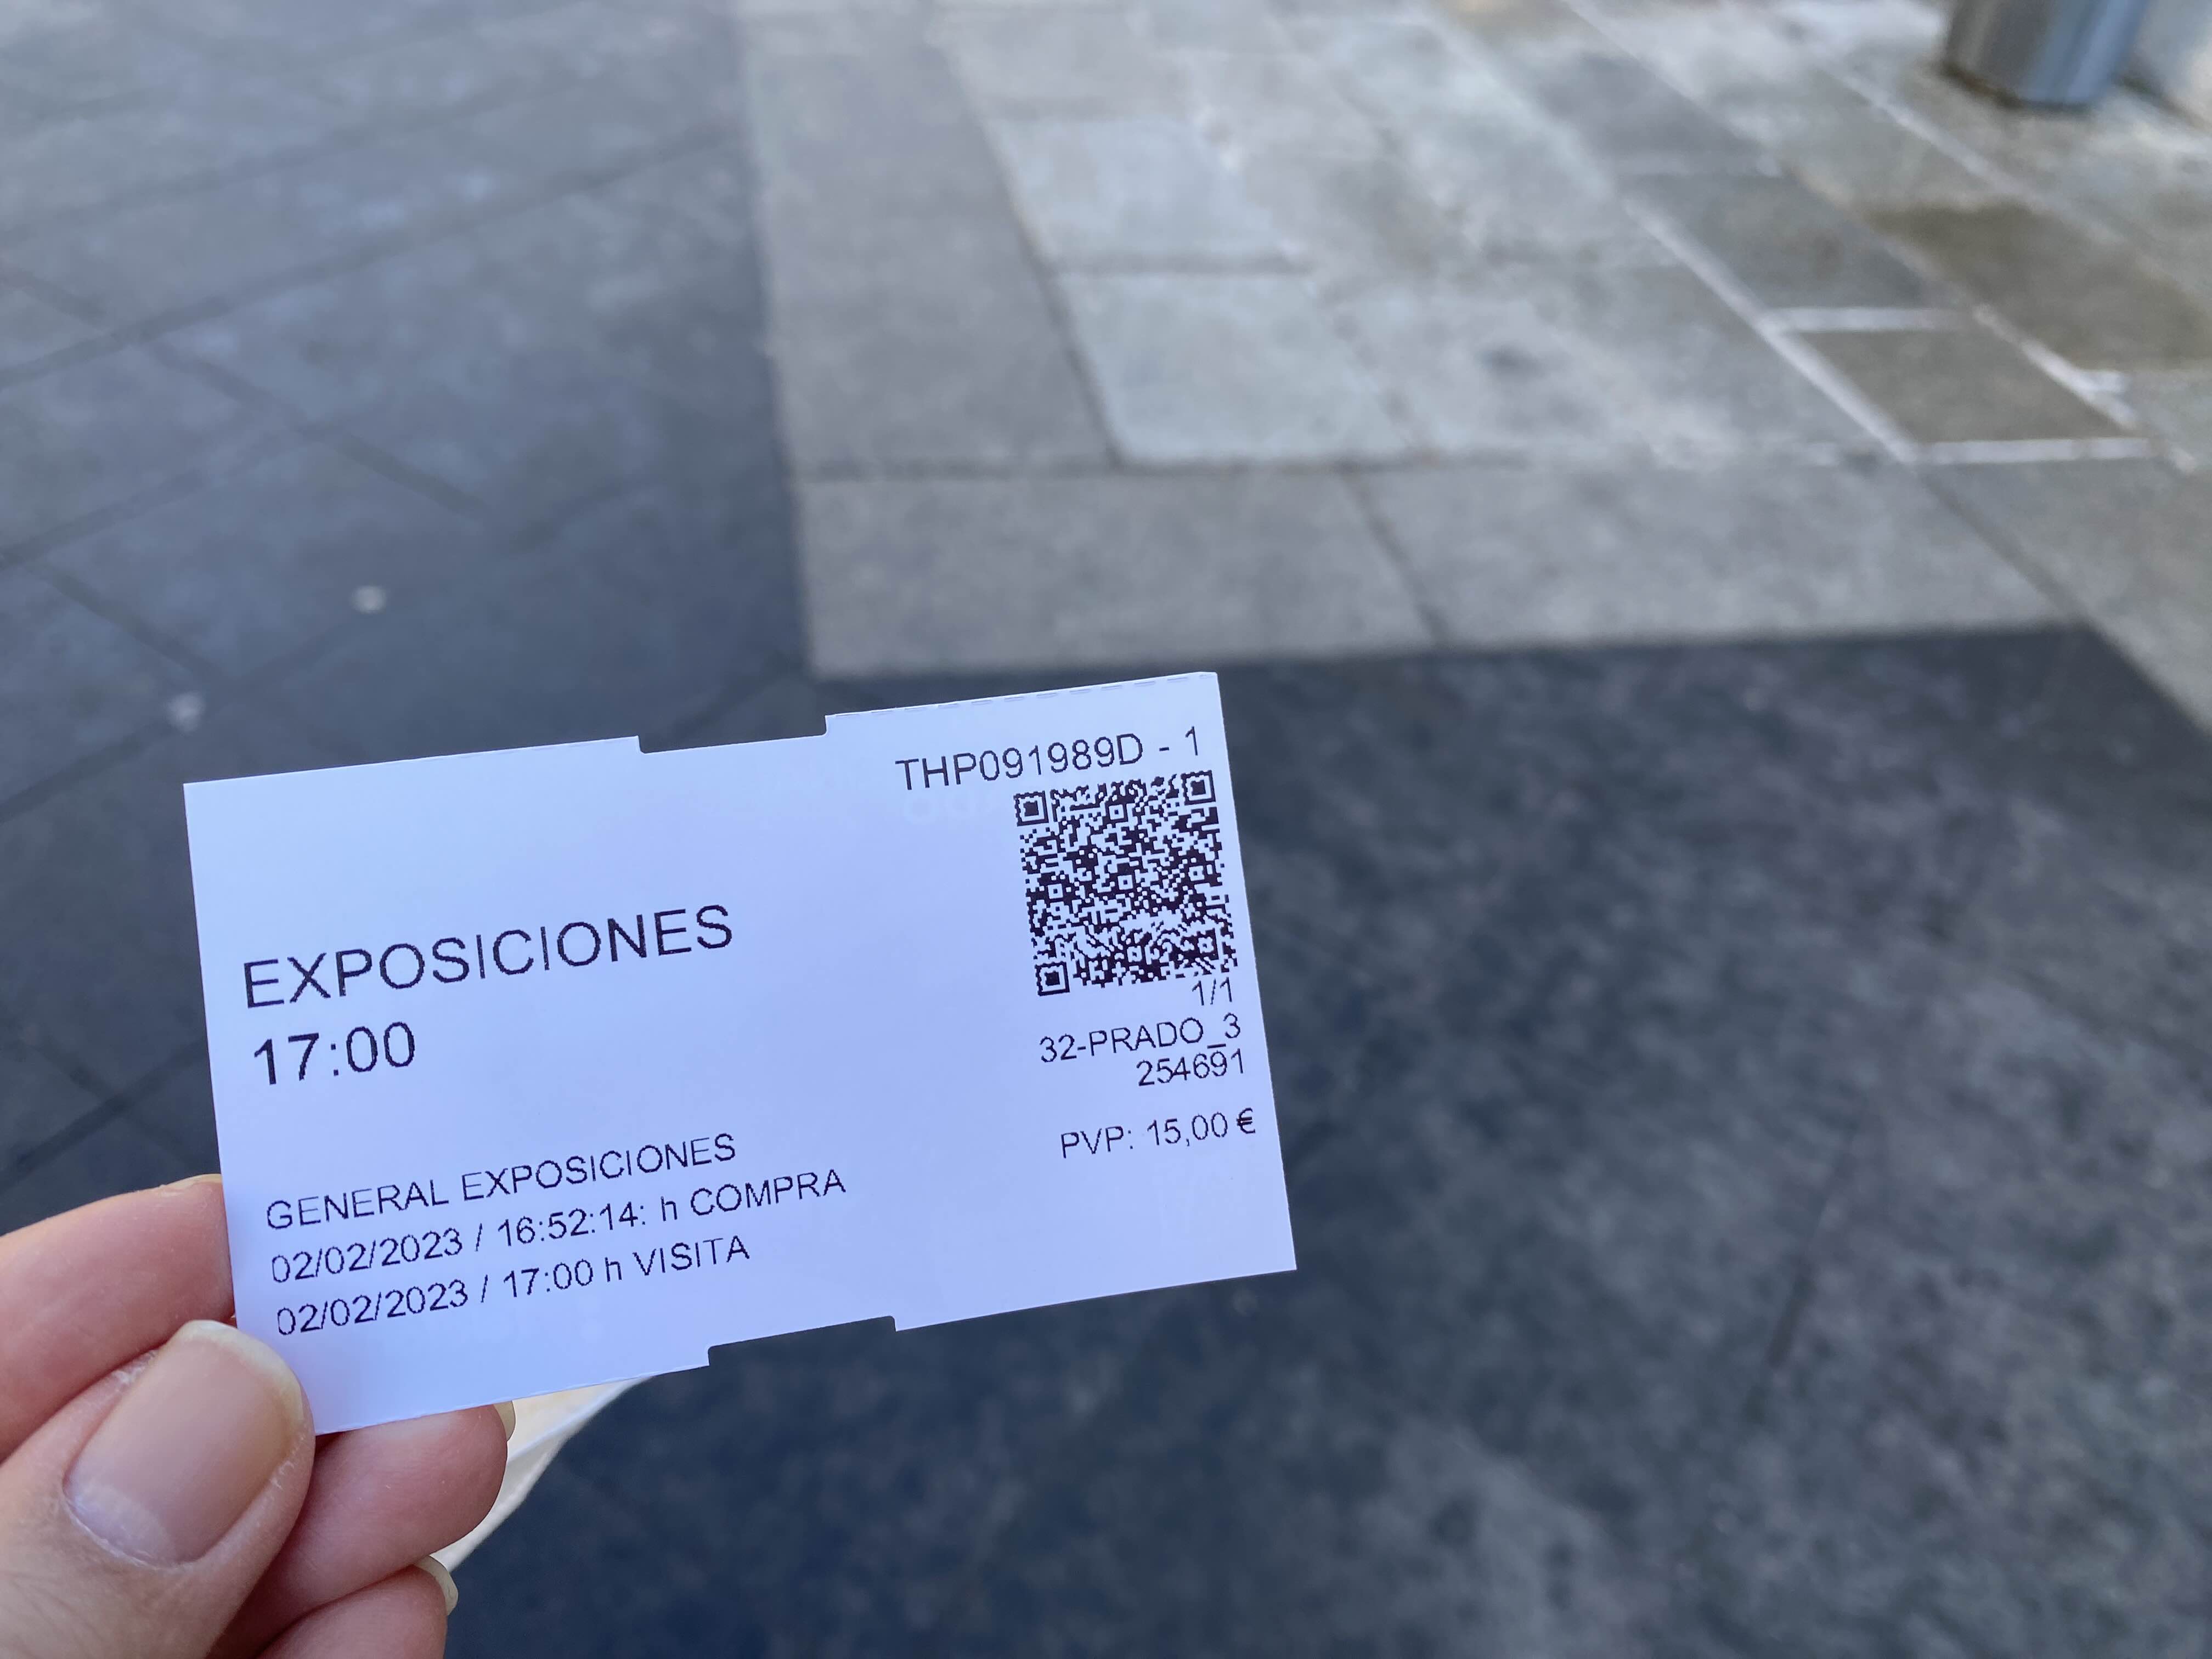 THP091989D - 1
EXPOSICIONES
17:00
1/1
32-PRADO_3
254691
PVP: 15,00 €
GENERAL EXPOSICIONES
02/02/2023 / 16:52:14: h COMPRA
02/02/2023 / 17:00 h VISITA